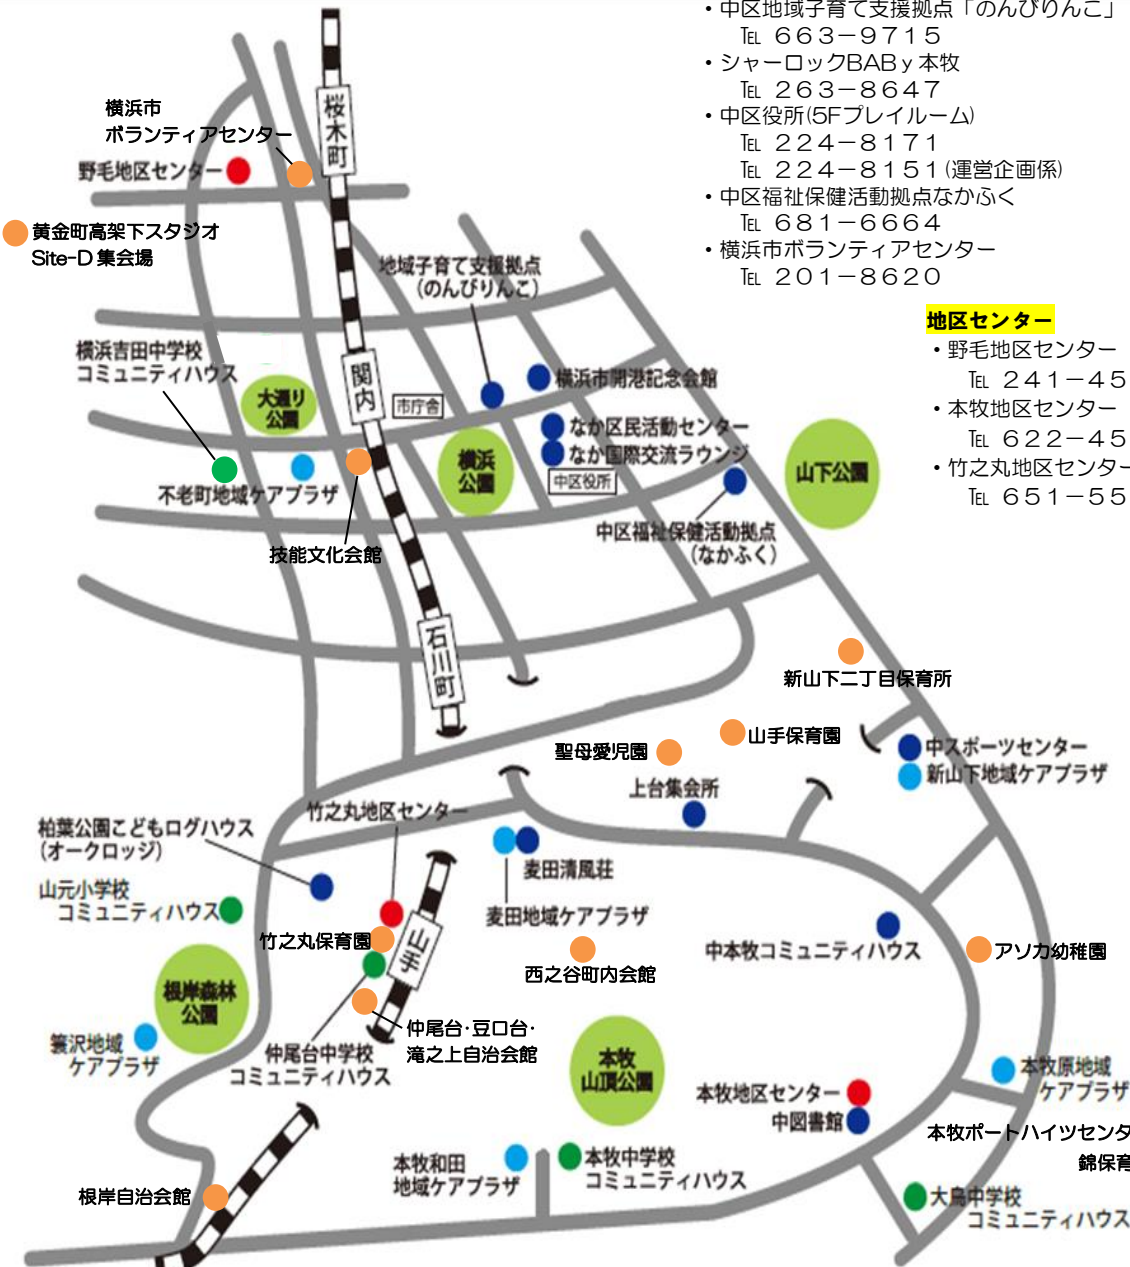 ・中区地域子育て支援拠点「のんびりんこ」
℡ 663－9715
・シャーロックBABｙ本牧
℡ 263－8647
・中区役所(5Fプレイルーム)
℡ 224－8171
℡ 224－8151(運営企画係)
・中区福祉保健活動拠点なかふく
℡ 681－6664
・横浜市ボランティアセンター
℡ 201－8620
地区センター
・野毛地区センター
℡ 241－45
・本牧地区センター
℡ 622－45
・竹之丸地区センター
℡ 651－55
桜木町
横浜市
ボランティアセンター
野毛地区センター
黄金町高架下スタジオ
Site-D 集会場
地域子育て支援拠点
(のんびりんこ)
横浜吉田中学校
コミュニティハウス
大通り
公園
関内
市庁舎
横浜市開港記念会館
なか区民活動センター
なか国際交流ラウンジ
中区役所
横浜
公園
山下公園
不老町地域ケアプラザ
技能文化会館
中区福祉保健活動拠点
(なかふく)
石川町
新山下二丁目保育所
山手保育園
聖母愛児園
中スポーツセンター
新山下地域ケアプラザ
上台集会所
竹之丸地区センター
柏葉公園こどもログハウス
(オークロッジ)
麦田清風荘
山元小学校
コミュニティハウス
麦田地域ケアプラザ
竹之丸保育園
山手
西之谷町内会館
中本牧コミュニティハウス
アソカ幼稚園
根岸森林
公園
簑沢地域
ケアプラザ
仲尾台中学校
コミュニティハウス
仲尾台･豆口台･
滝之上自治会館
本牧
山頂公園
本牧地区センター
中図書館
本牧原地域
ケアプラザ
本牧ポートハイツセンタ
錦保育
本牧和田
地域ケアプラザ
本牧中学校
コミュニティハウス
根岸自治会館
大鳥中学校
コミュニティハウス